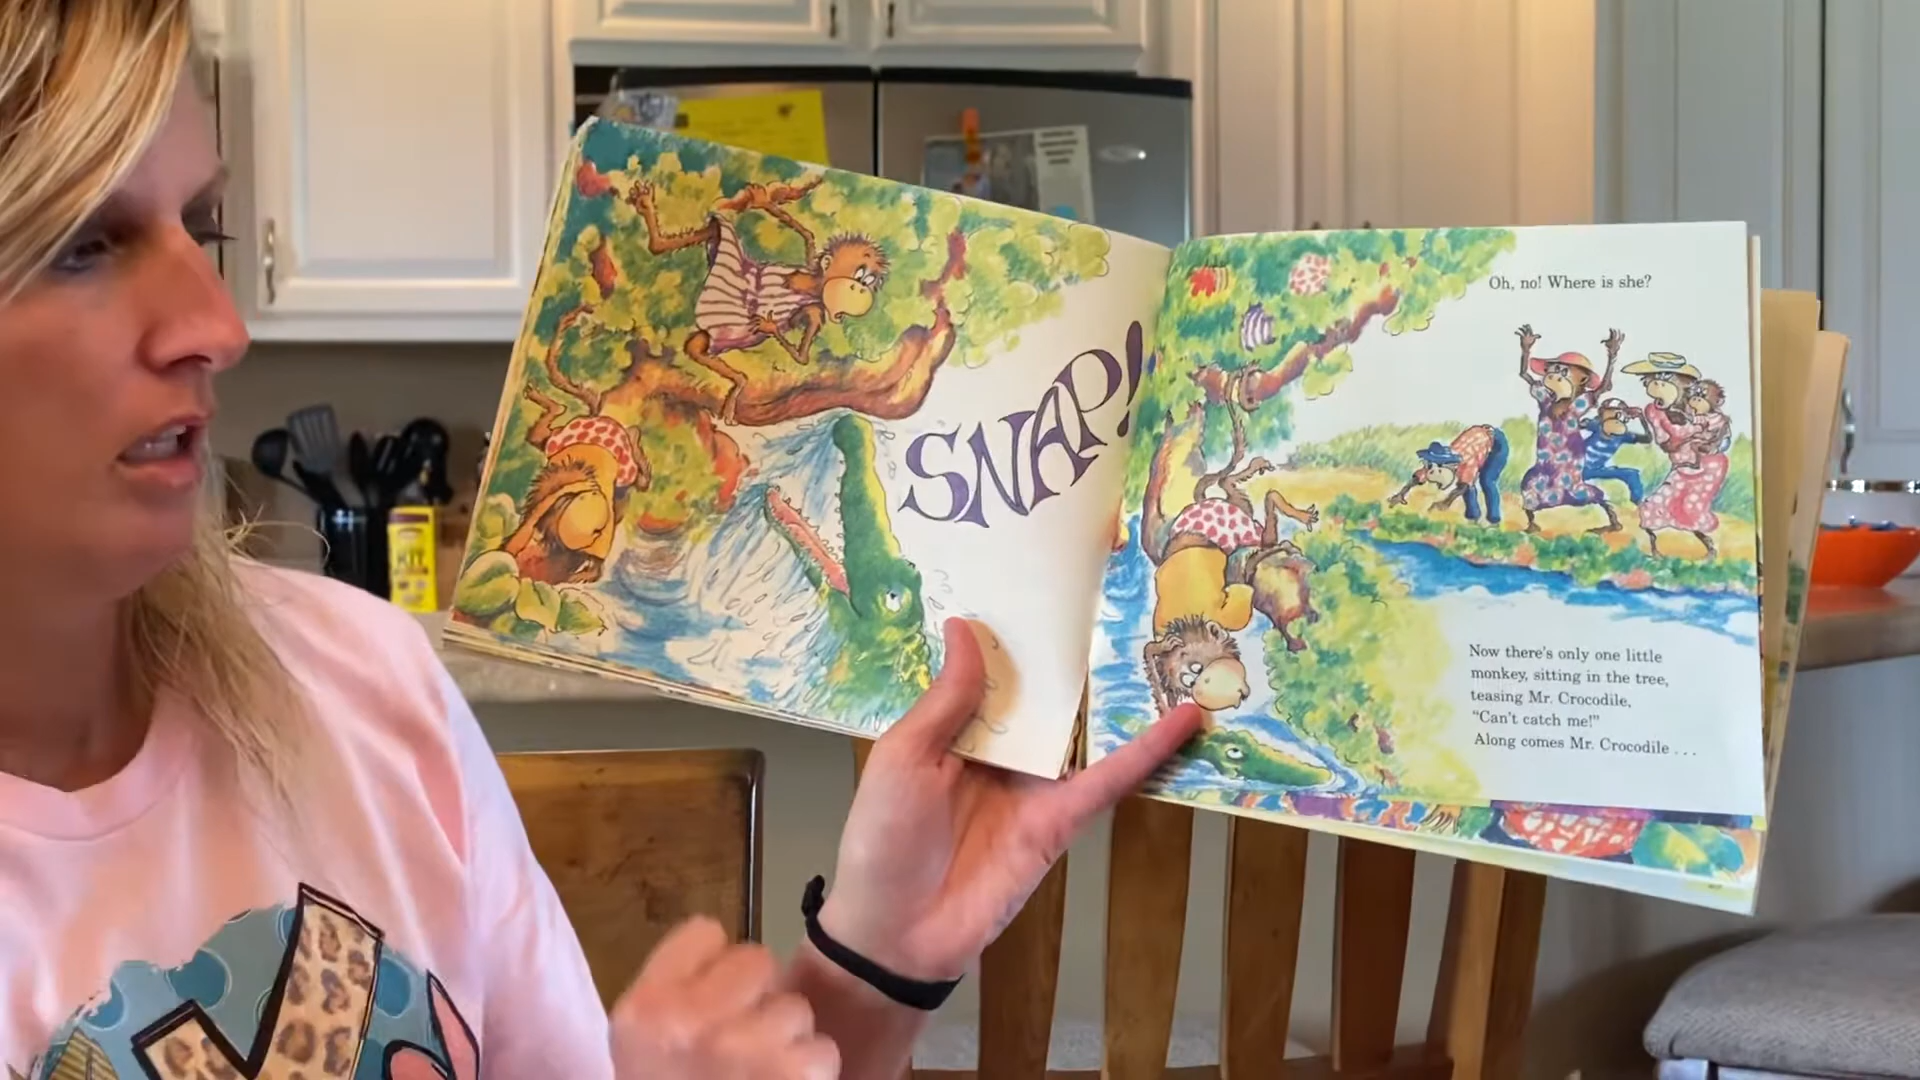 SNAP!
Oh, no! Where is she?
Now there's only one little
monkey, sitting in the tree,
teasing Mr. Crocodile,
"Can't catch me!"
Along comes Mr. Crocodile . . .